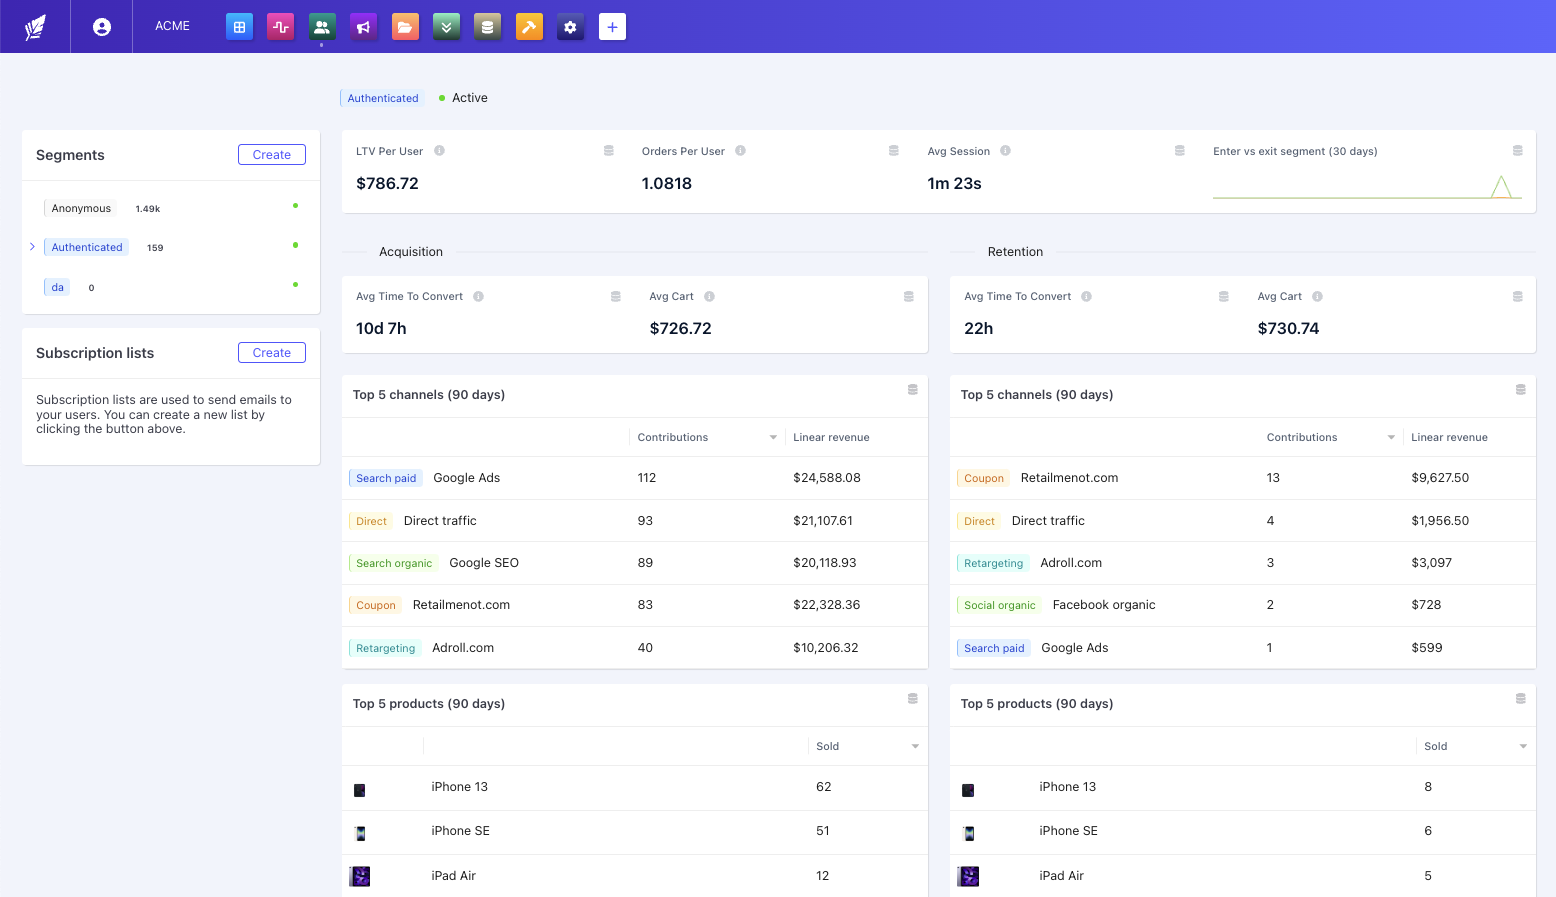 ACME
Authenticated Active
Segments Create
Anonymous 1.49k
Authenticated 159
da 0
Subscription lists Create
Subscription lists are used to send emails to
your users. You can create a new list by
clicking the button above.
LTV Per User Orders Per User Avg Session Enter vs exit segment (30 days)
$786.72 1.0818 1m 23s
Acquisition
Avg Time To Convert Avg Cart
10d 7h $726.72
Top 5 channels (90 days)
Contributions Linear revenue
Search paid Google Ads 112 $24,588.08
Direct Direct traffic 93 $21,107.61
Search organic Google SEO 89 $20,118.93
Coupon Retailmenot.com 83 $22,328.36
Retargeting Adroll.com 40 $10,206.32
Top 5 products (90 days)
Sold
iPhone 13 62
iPhone SE 51
iPad Air 12
Retention
Avg Time To Convert Avg Cart
22h $730.74
Top 5 channels (90 days)
Contributions Linear revenue
Coupon Retailmenot.com 13 $9,627.50
Direct Direct traffic 4 $1,956.50
Retargeting Adroll.com 3 $3,097
Social organic Facebook organic 2 $728
Search paid Google Ads 1 $599
Top 5 products (90 days)
Sold
iPhone 13 8
iPhone SE 6
iPad Air 5